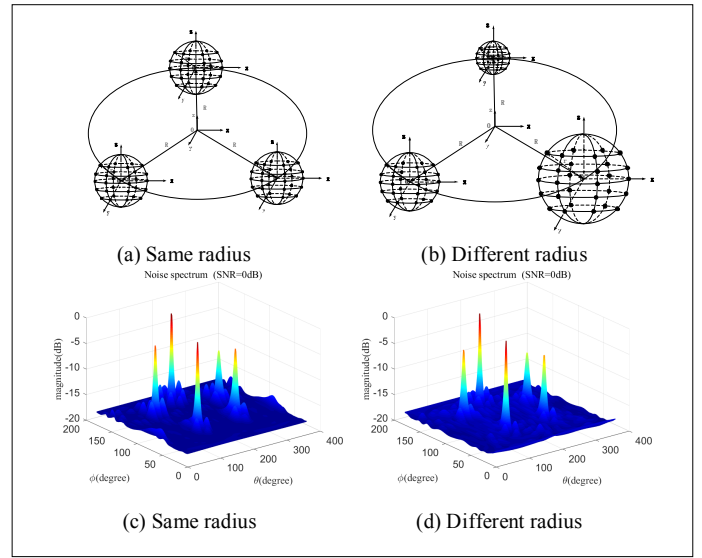 z
z
x
x
y
y
R
R
z
z
x
x
0
0
z
z
z
z
R
R
R
R
x
x
x
x
y
y
y
(a) Same radius
(b) Different radius
Noise spectrum (SNR=0dB)
Noise spectrum (SNR=0dB)
0
-5
-10
-15
-20
magnitude(dB)
200
150
100
50
0
ϕ(degree)
0
100
200
300
400
θ(degree)
0
-5
-10
-15
-20
magnitude(dB)
200
150
100
50
0
ϕ(degree)
0
100
200
300
400
θ(degree)
(c) Same radius
(d) Different radius